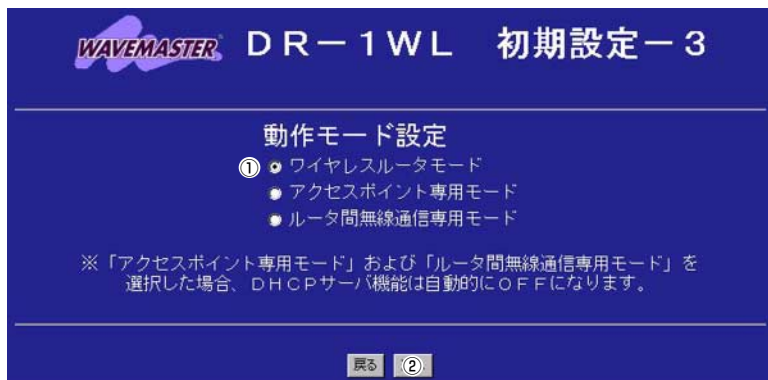 WAVEMASTER DR－1WL 初期設定－3
動作モード設定
① ワイヤレスルータモード
アクセスポイント専用モード
ルータ間無線通信専用モード
※「アクセスポイント専用モード」および「ルータ間無線通信専用モード」を
選択した場合、DHCPサーバ機能は自動的にOFFになります。
戻る ②